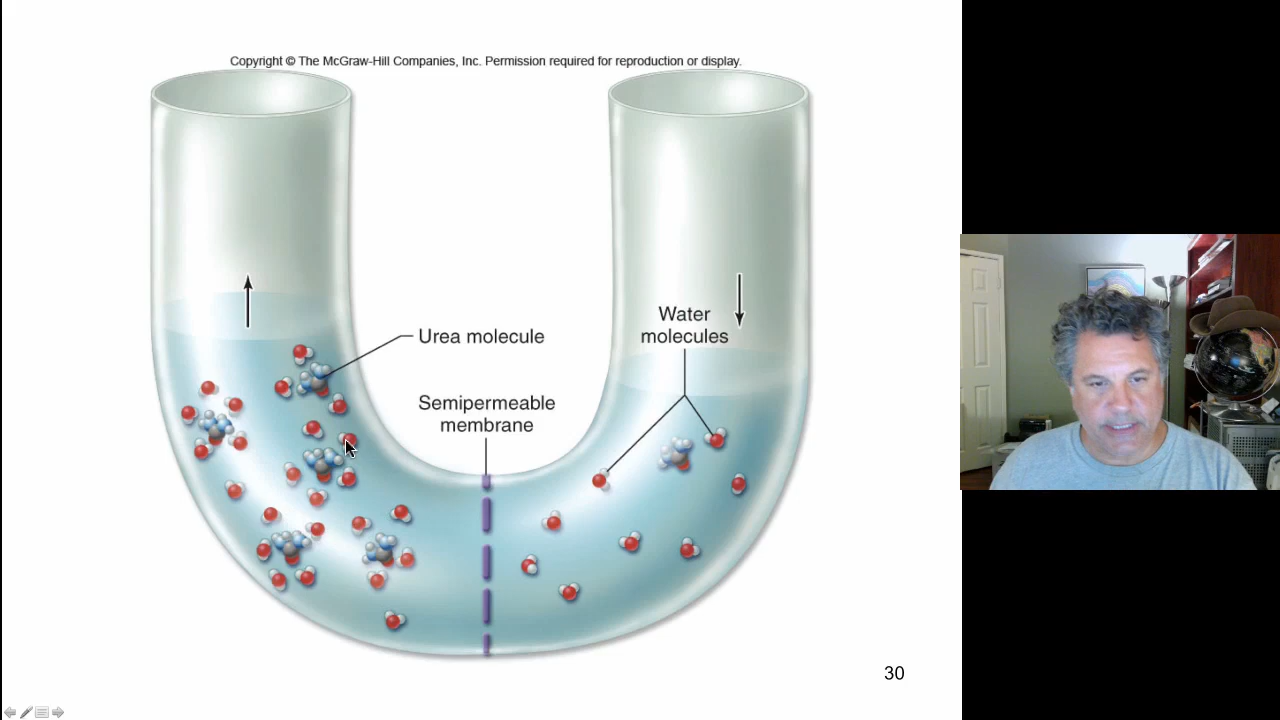 Copyright © The McGraw-Hill Companies, Inc. Permission required for reproduction or display.
Water
molecules
Urea molecule
Semipermeable
membrane
30